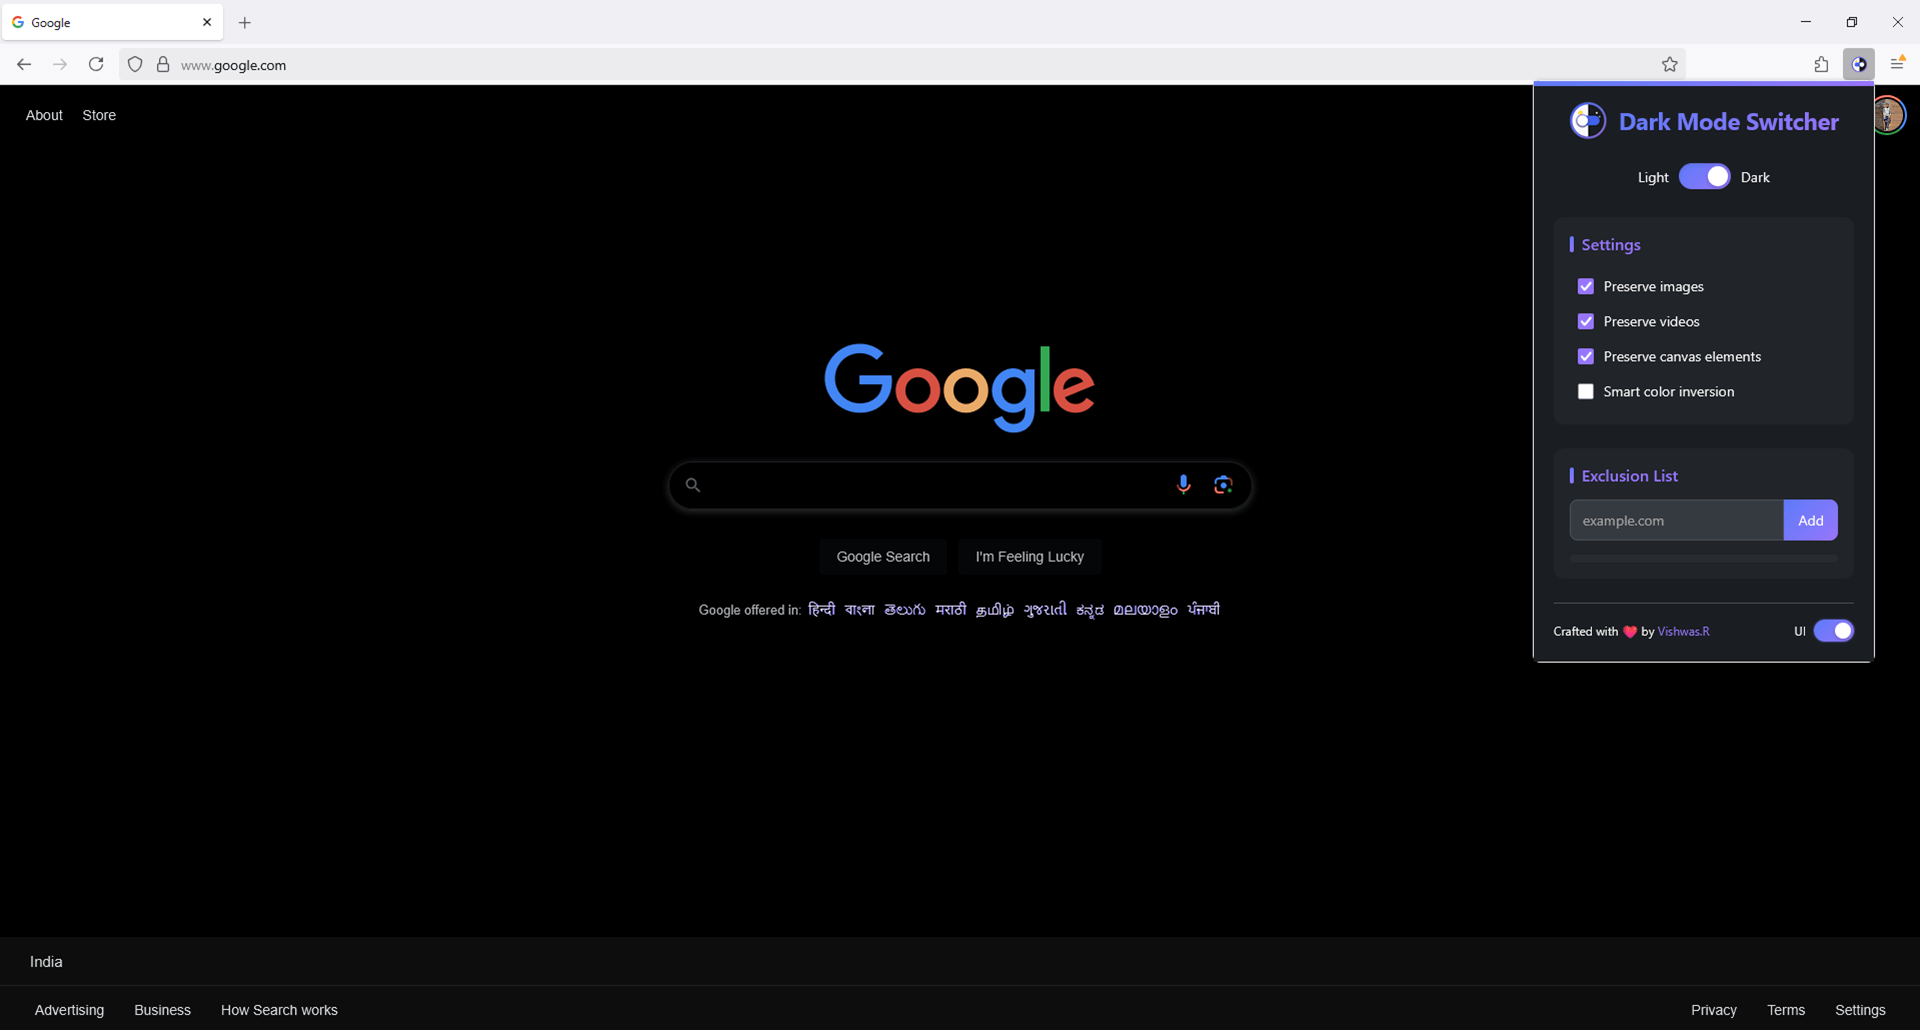 Google
www.google.com
About Store
Dark Mode Switcher
Light Dark
Settings
Preserve images
Preserve videos
Preserve canvas elements
Smart color inversion
Exclusion List
example.com Add
Crafted with ❤️ by Vishwas.R UI
Google
Google Search I'm Feeling Lucky
Google offered in: हिन्दी বাংলা తెలుగు मराठी தமிழ் ગુજરાતી ಕನ್ನಡ മലയാളം ਪੰਜਾਬੀ
India
Advertising Business How Search works Privacy Terms Settings